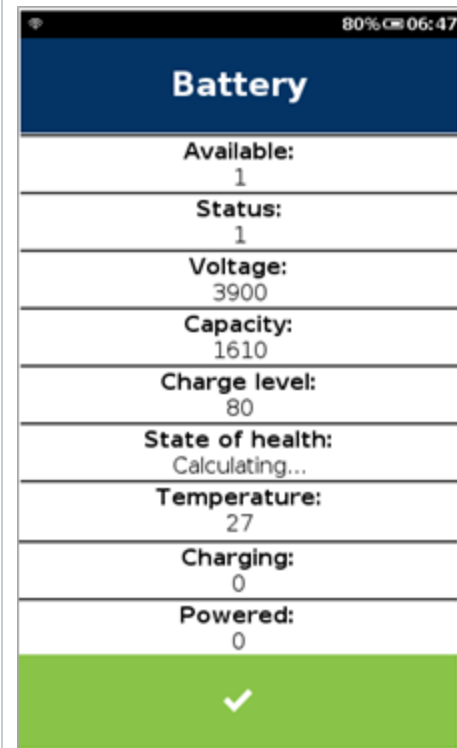 80% 06:47
Battery
Available:
1
Status:
1
Voltage:
3900
Capacity:
1610
Charge level:
80
State of health:
Calculating...
Temperature:
27
Charging:
0
Powered:
0